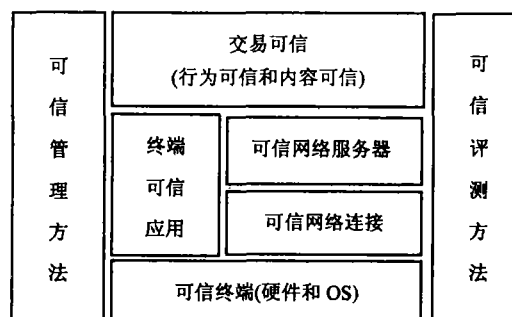 可信管理方法
交易可信
(行为可信和内容可信)
终端
可信
应用
可信网络服务器
可信网络连接
可信终端(硬件和 OS)
可信评测方法